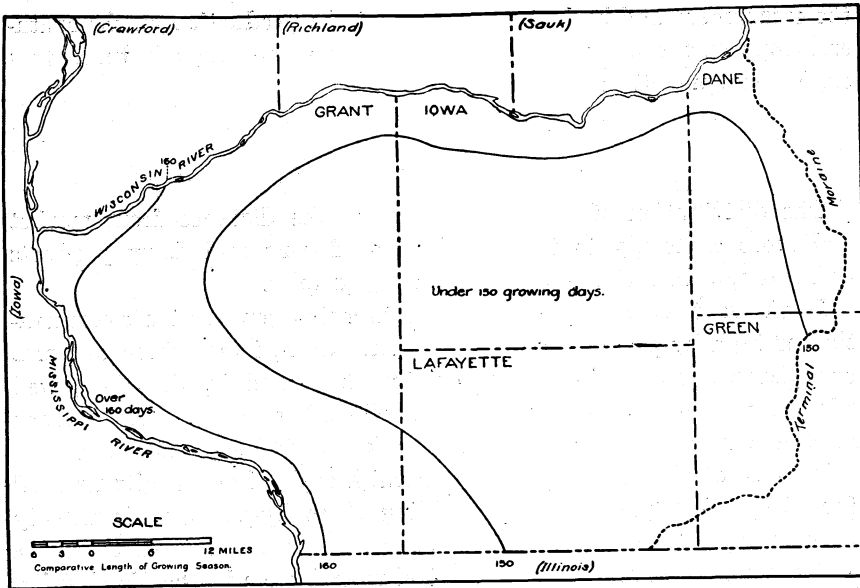 (Crawford)
(Richland)
(Sauk)
DANE
GRANT
IOWA
160
WISCONSIN RIVER
Moraine
(Iowa)
Under 150 growing days.
GREEN
150
LAFAYETTE
MISSISSIPPI
RIVER
Over
160 days.
Terminal
SCALE
6 3 0 6 12 MILES
Comparative Length of Growing Season.
160
150
(Illinois)